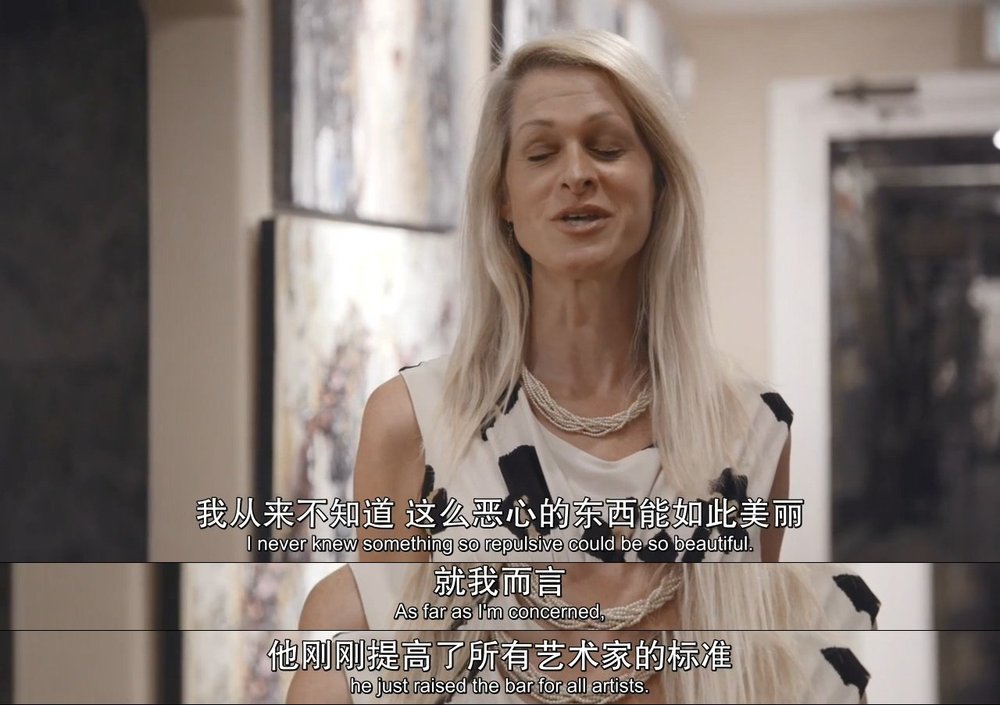 我从来不知道 这么恶心的东西能如此美丽
I never knew something so repulsive could be so beautiful.
就我而言
As far as I'm concerned,
他刚刚提高了所有艺术家的标准
he just raised the bar for all artists.